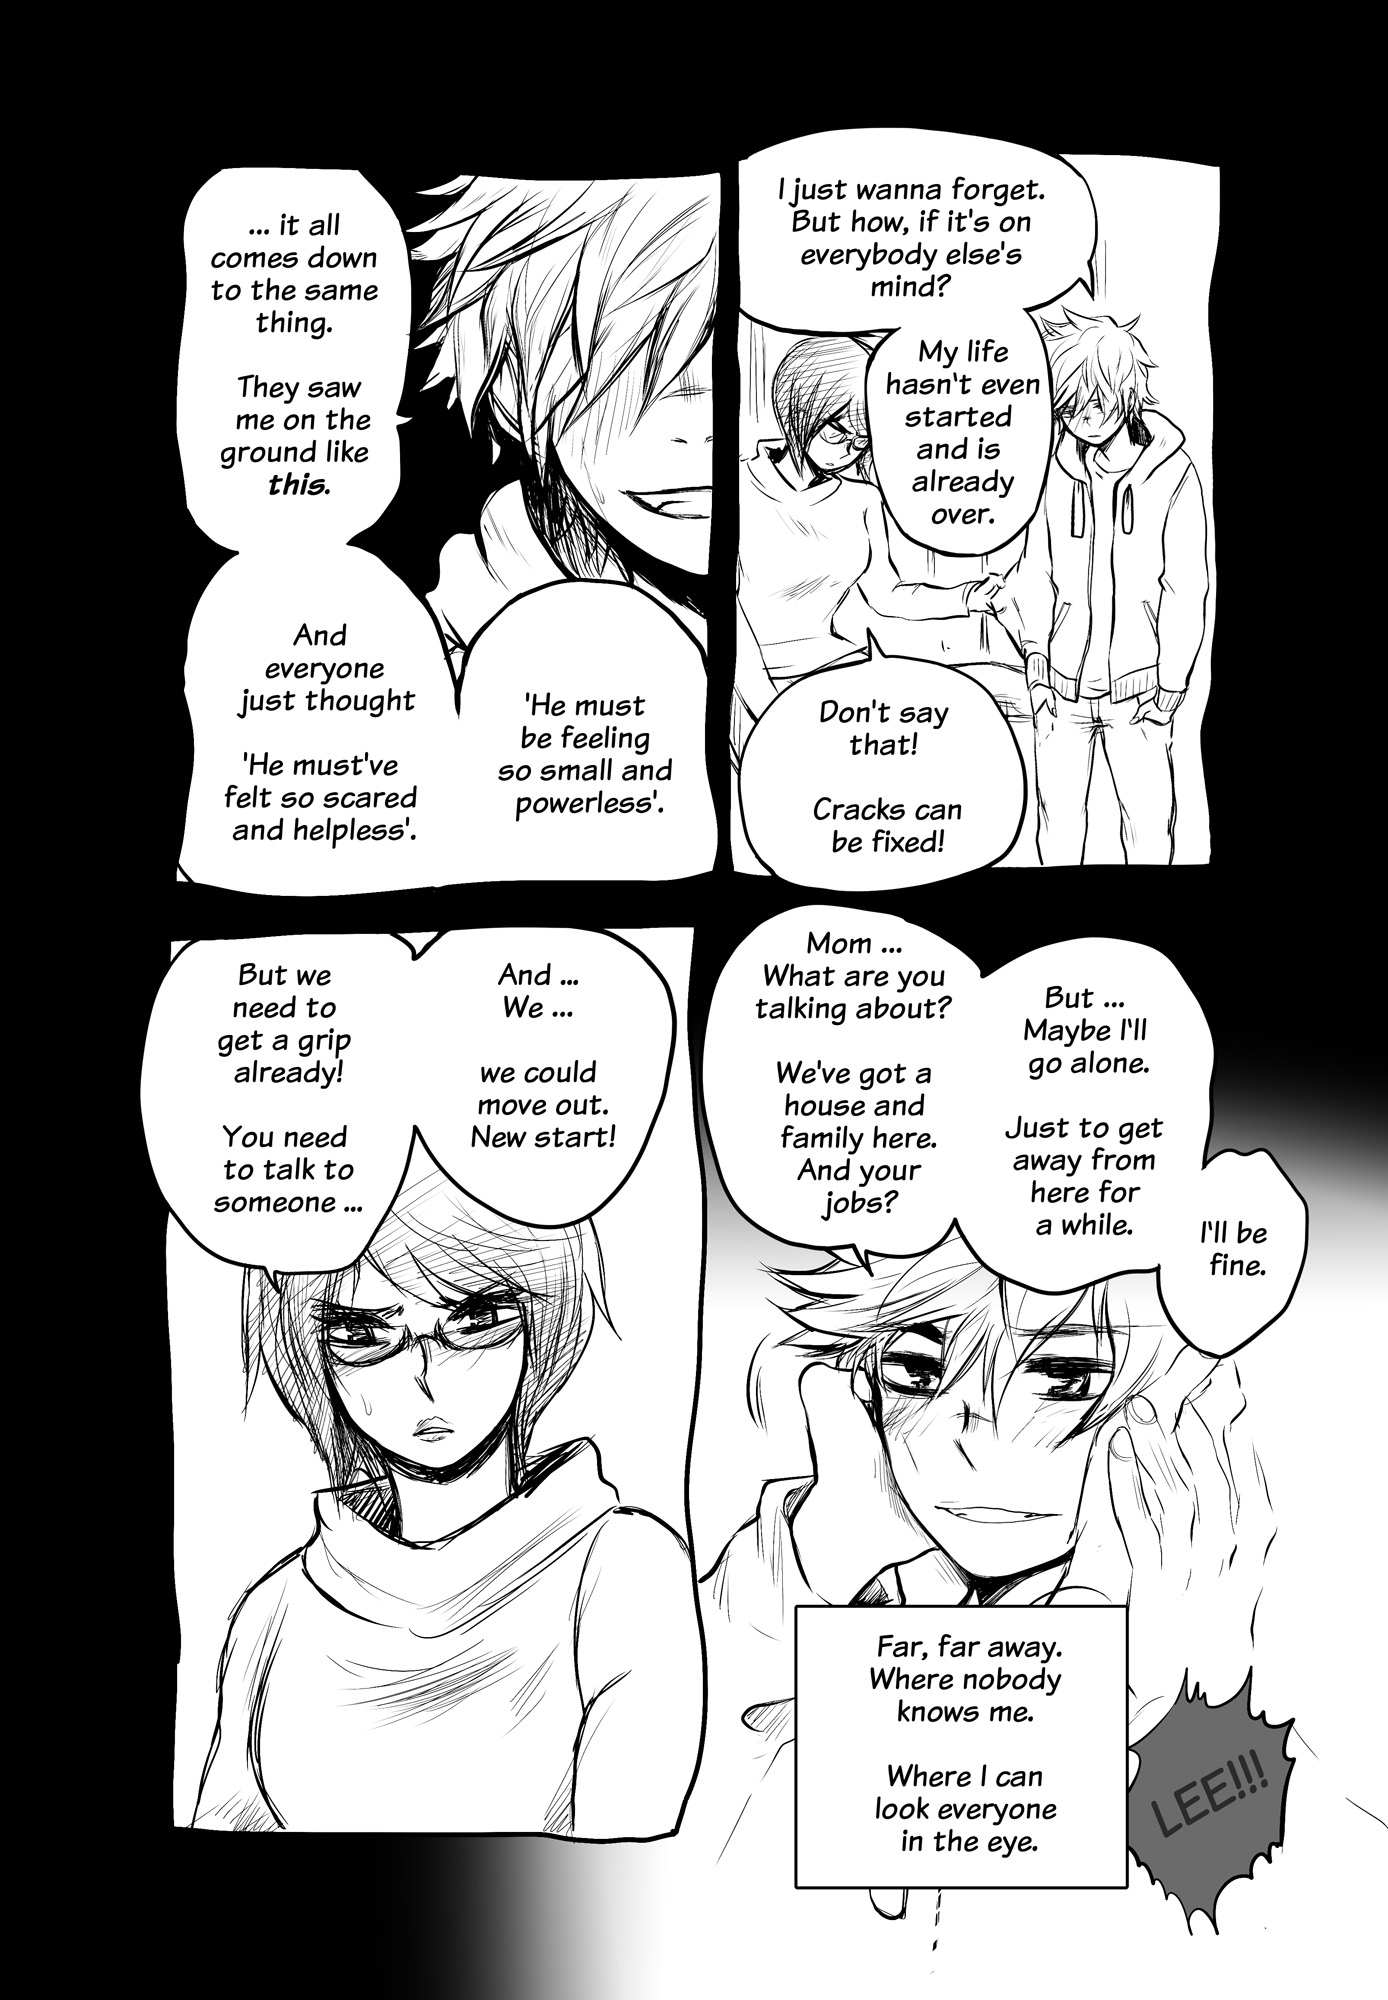 ... it all
comes down
to the same
thing.
They saw
me on the
ground like
this.
And
everyone
just thought
'He must've
felt so scared
and helpless'.
'He must
be feeling
so small and
powerless'.
I just wanna forget.
But how, if it's on
everybody else's
mind?
My life
hasn't even
started
and is
already
over.
Don't say
that!
Cracks can
be fixed!
But we
need to
get a grip
already!
You need
to talk to
someone ...
And ...
We ...
we could
move out.
New start!
Mom ...
What are you
talking about?
We've got a
house and
family here.
And your
jobs?
But ...
Maybe I'll
go alone.
Just to get
away from
here for
a while.
I'll be
fine.
Far, far away.
Where nobody
knows me.
Where I can
look everyone
in the eye.
LEE!!!